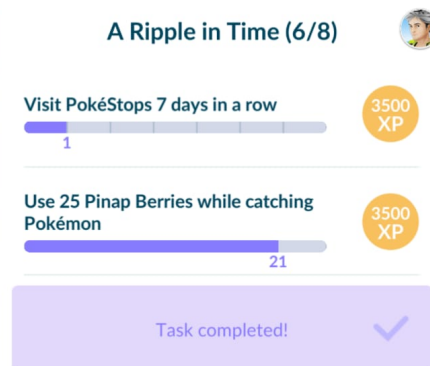 A Ripple in Time (6/8)
Visit PokéStops 7 days in a row
3500
XP
1
Use 25 Pinap Berries while catching
Pokémon
3500
XP
21
Task completed!